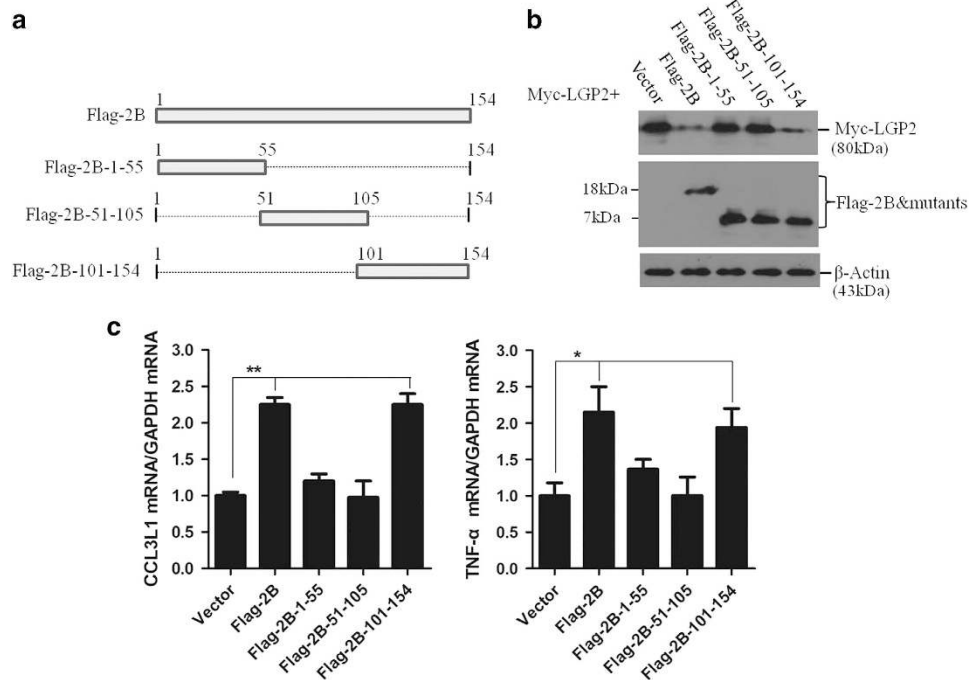 a
1 154
Flag-2B
1 55 154
Flag-2B-1-55
1 51 105 154
Flag-2B-51-105
1 101 154
Flag-2B-101-154
b
Myc-LGP2+
Vector
Flag-2B
Flag-2B-1-55
Flag-2B-51-105
Flag-2B-101-154
Myc-LGP2
(80kDa)
18kDa
7kDa
Flag-2B&mutants
β-Actin
(43kDa)
c
CCL3L1 mRNA/GAPDH mRNA
3.0
2.5
2.0
1.5
1.0
0.5
0.0
**
Vector
Flag-2B
Flag-2B-1-55
Flag-2B-51-105
Flag-2B-101-154
TNF-α mRNA/GAPDH mRNA
3.0
2.5
2.0
1.5
1.0
0.5
0.0
*
Vector
Flag-2B
Flag-2B-1-55
Flag-2B-51-105
Flag-2B-101-154